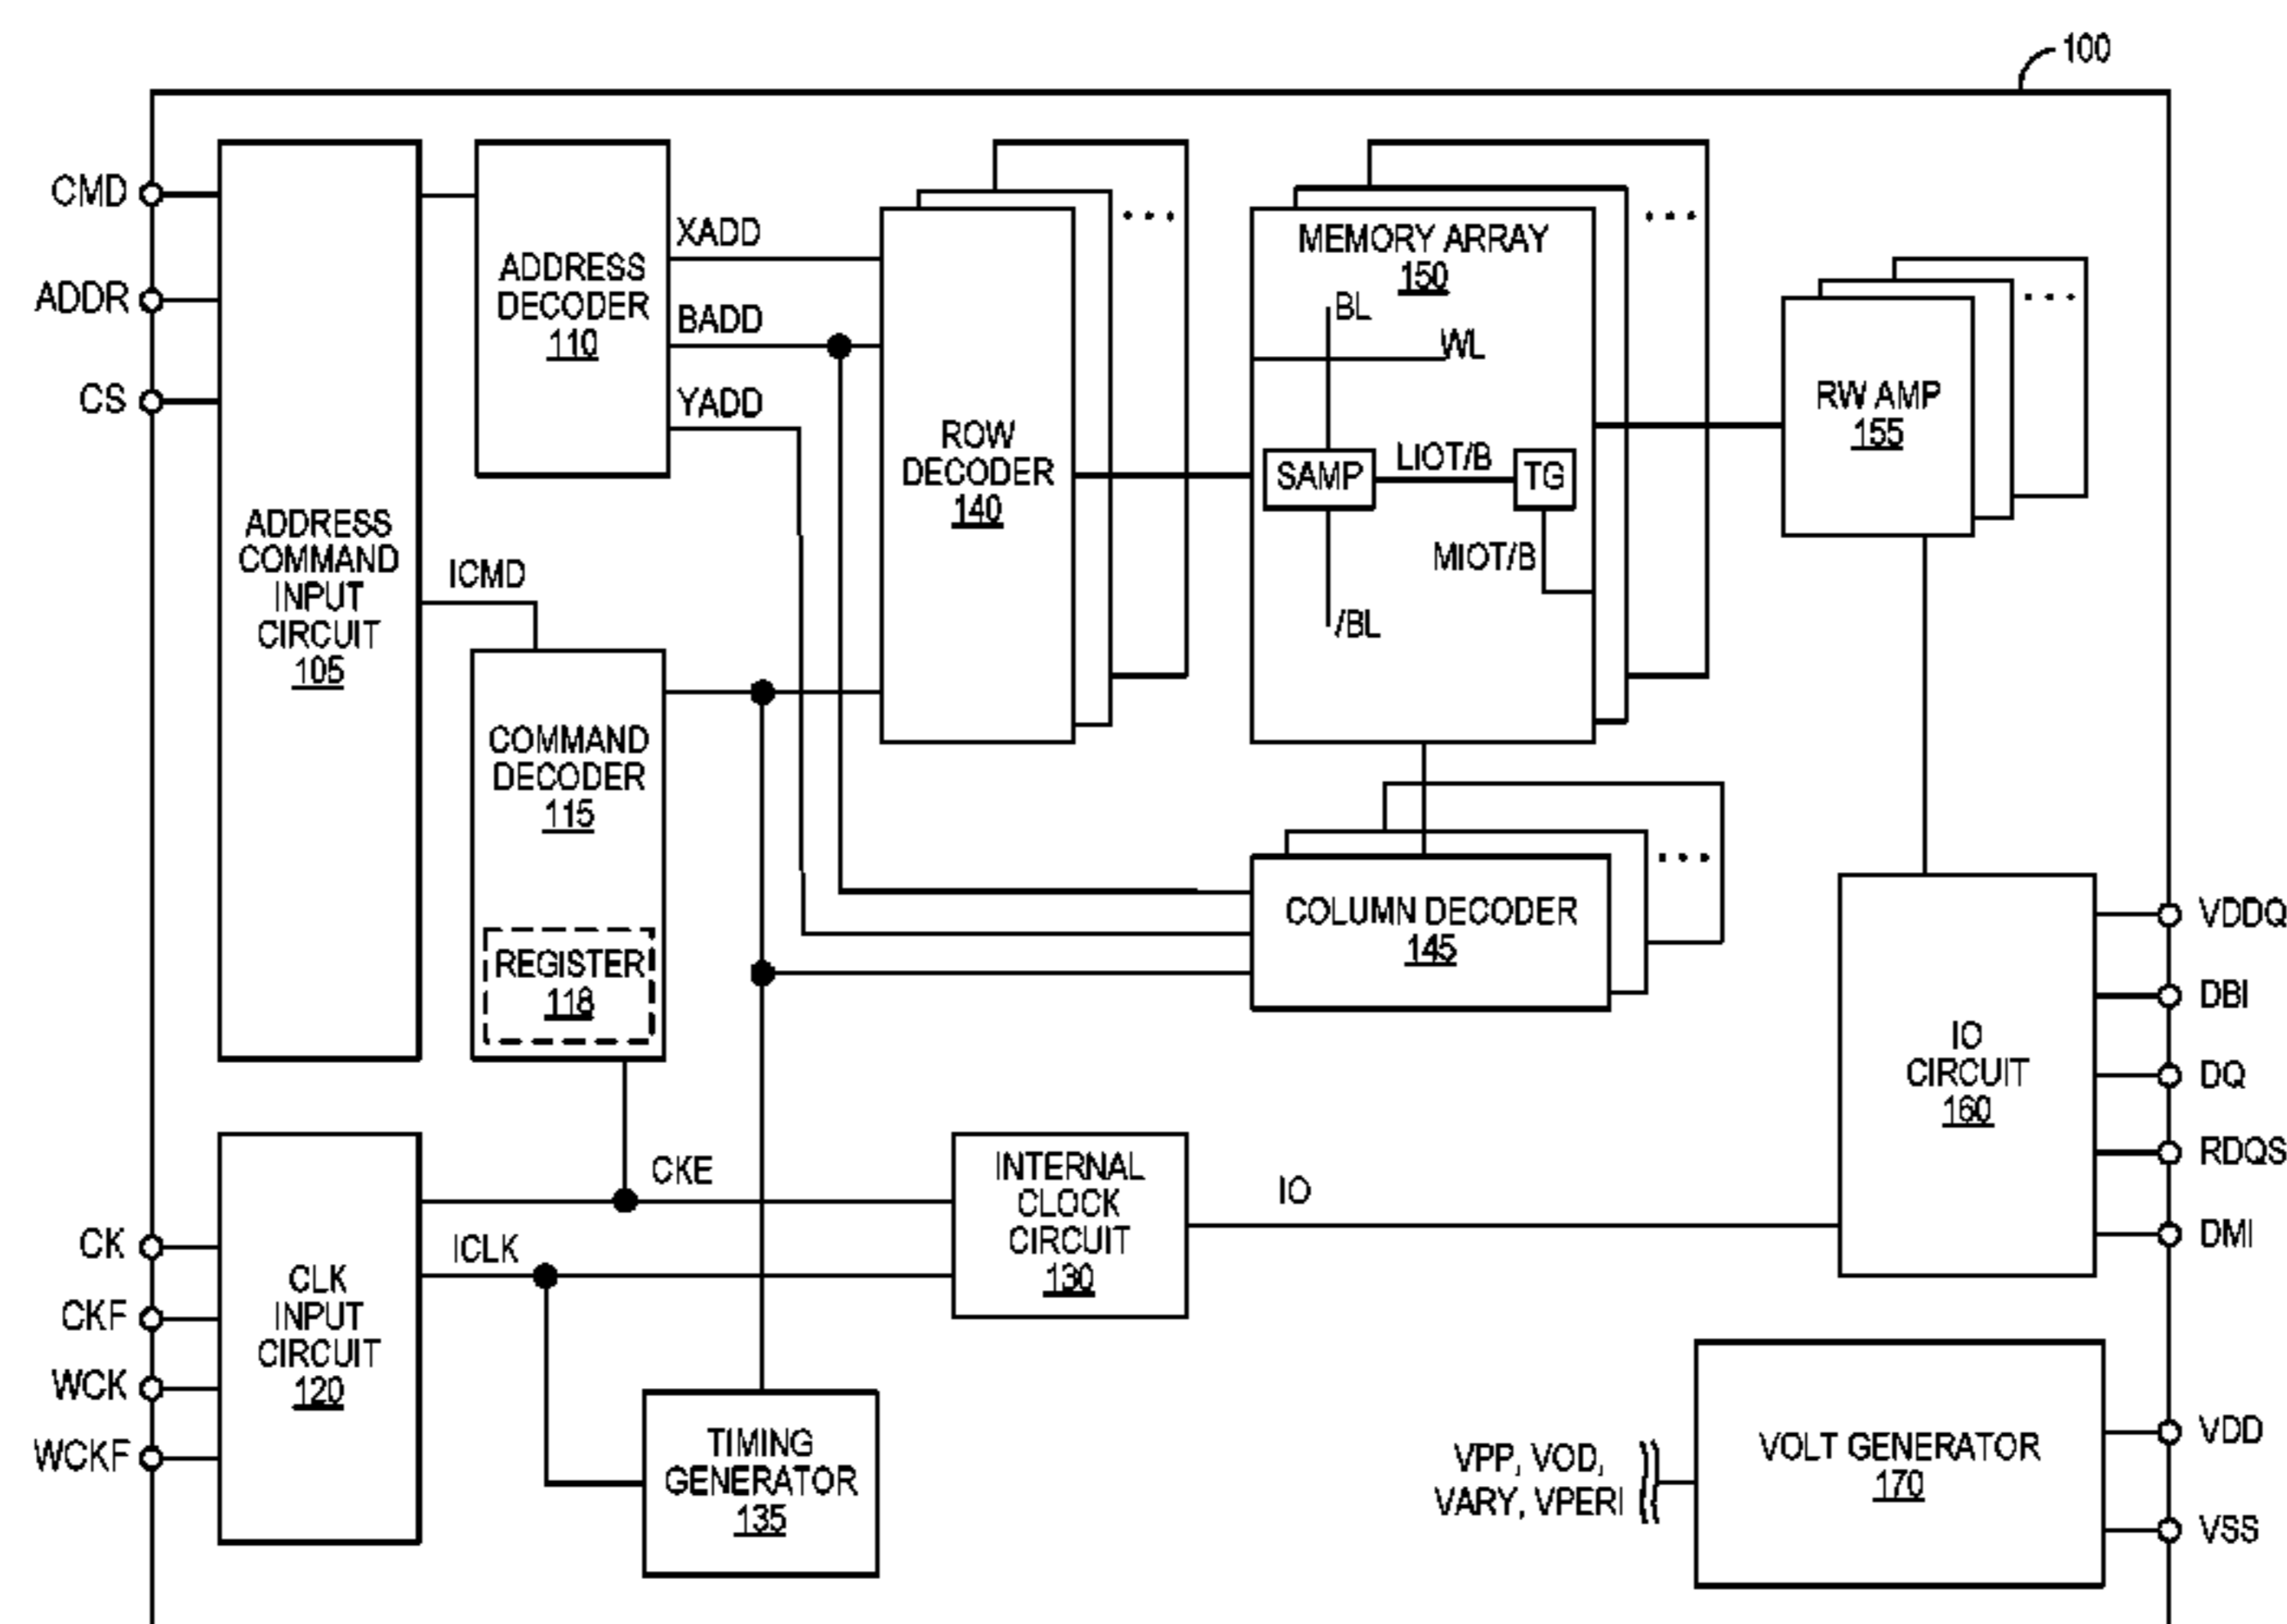 100
CMD
ADDR
CS
ADDRESS
COMMAND
INPUT
CIRCUIT
105
ADDRESS
DECODER
110
XADD
BADD
YADD
ICMD
COMMAND
DECODER
115
REGISTER
118
ROW
DECODER
140
...
MEMORY ARRAY
150
BL
WL
SAMP
LIOT/B
TG
MIOT/B
/BL
...
RW AMP
155
...
COLUMN DECODER
145
...
IO
CIRCUIT
160
VDDQ
DBI
DQ
RDQS
DMI
CK
CKF
WCK
WCKF
CLK
INPUT
CIRCUIT
120
CKE
ICLK
INTERNAL
CLOCK
CIRCUIT
130
IO
TIMING
GENERATOR
135
VPP, VOD,
VARY, VPERI
VOLT GENERATOR
170
VDD
VSS